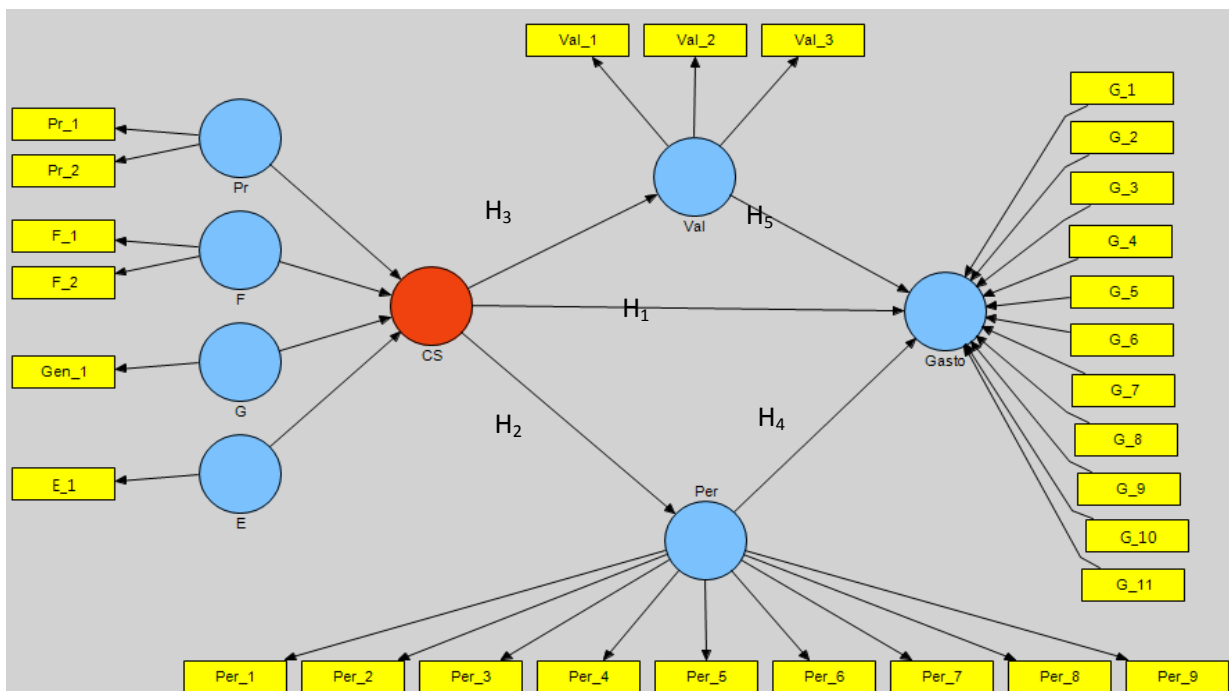 Val_1 Val_2 Val_3
G_1
Pr_1
G_2
Pr_2
Pr
G_3
H₃
H₅
Val
F_1
G_4
F_2
F
G_5
H₁
G_6
CS
Gasto
Gen_1
G_7
G
H₂
H₄
G_8
E_1
Per
G_9
E
G_10
G_11
Per_1 Per_2 Per_3 Per_4 Per_5 Per_6 Per_7 Per_8 Per_9